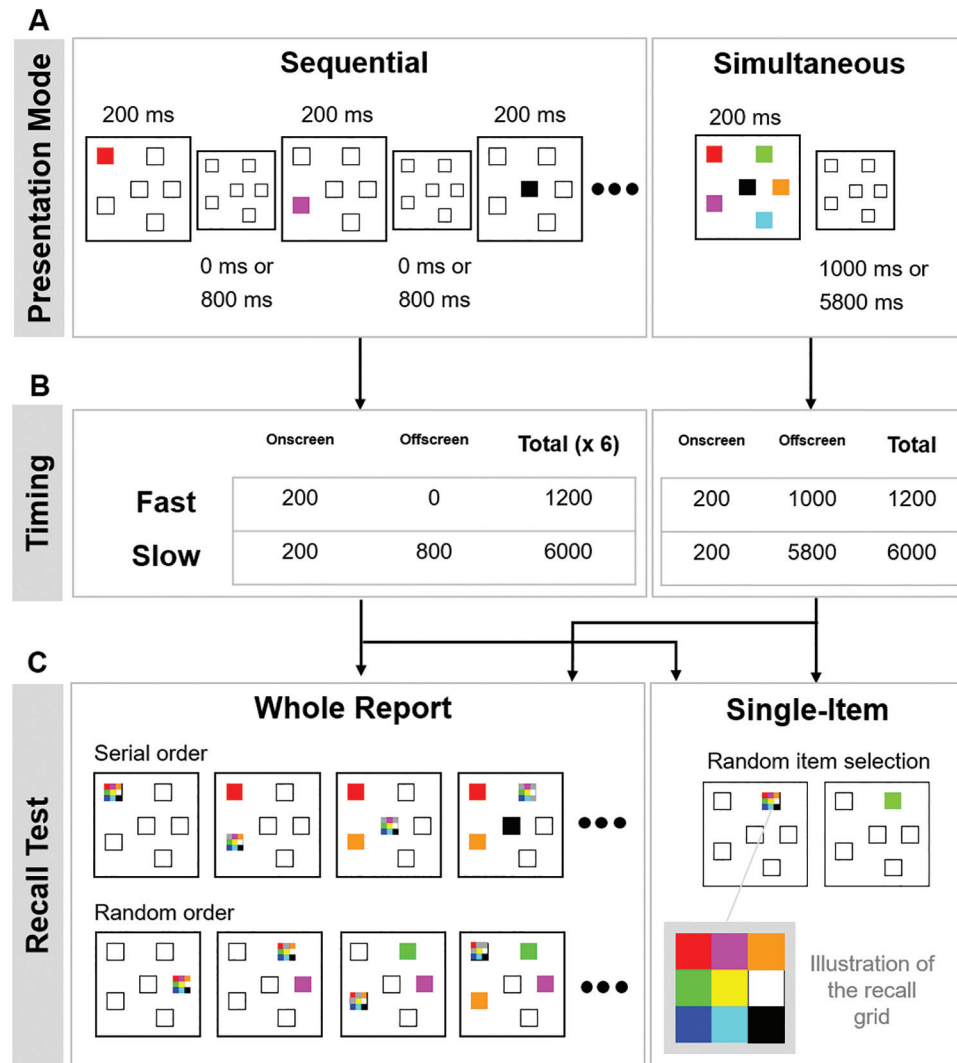 A
Presentation Mode
Sequential
200 ms
200 ms
200 ms
0 ms or
800 ms
0 ms or
800 ms
Simultaneous
200 ms
1000 ms or
5800 ms
B
Timing
Onscreen Offscreen Total (x 6)
Fast 200 0 1200
Slow 200 800 6000
Onscreen Offscreen Total
200 1000 1200
200 5800 6000
C
Recall Test
Whole Report
Serial order
Random order
Single-Item
Random item selection
Illustration of
the recall
grid